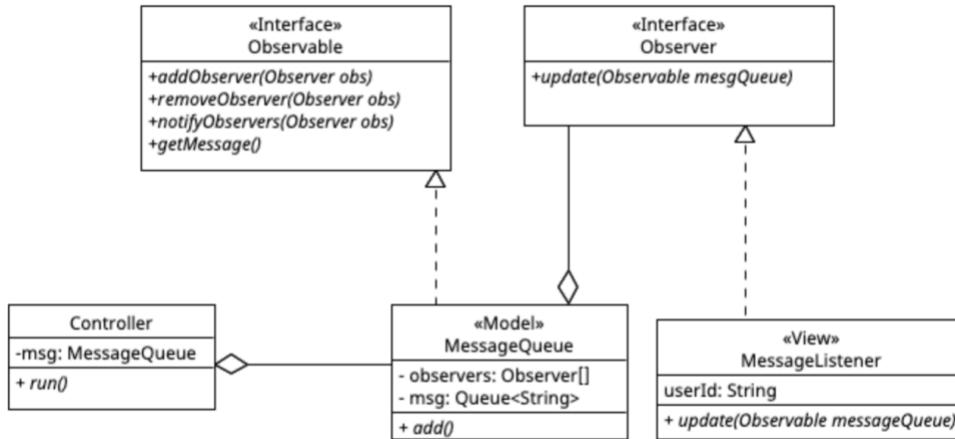 «Interface»
Observable
+addObserver(Observer obs)
+removeObserver(Observer obs)
+notifyObservers(Observer obs)
+getMessage()
«Interface»
Observer
+update(Observable mesgQueue)
Controller
-msg: MessageQueue
+ run()
«Model»
MessageQueue
- observers: Observer[]
- msg: Queue<String>
+ add()
«View»
MessageListener
userId: String
+ update(Observable messageQueue)